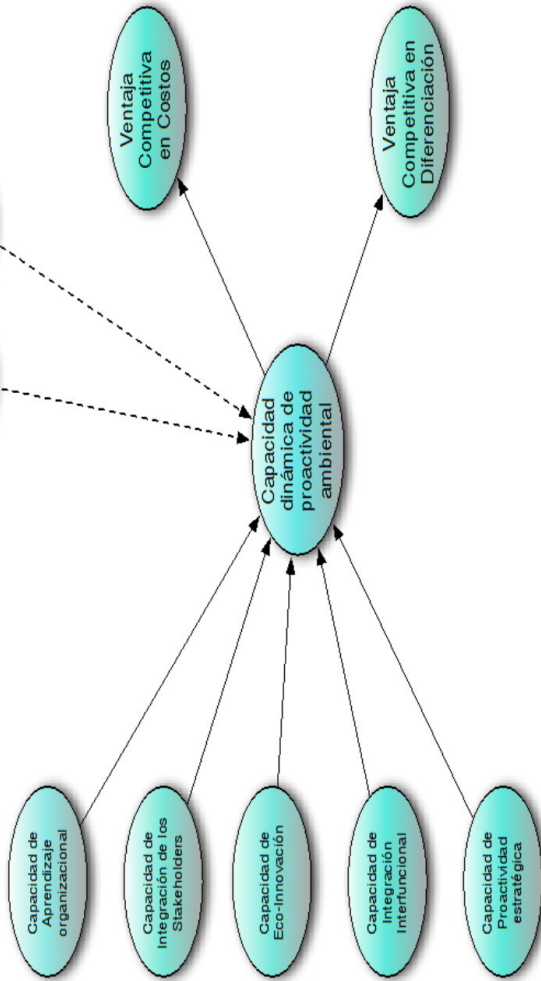 Capacidad de
Aprendizaje
organizacional
Capacidad de
Integración de los
Stakeholders
Capacidad de
Eco-Innovación
Capacidad de
Integración
Interfuncional
Capacidad de
Proactividad
estratégica
Capacidad
dinámica de
proactividad
ambiental
Ventaja
Competitiva
en Costos
Ventaja
Competitiva en
Diferenciación